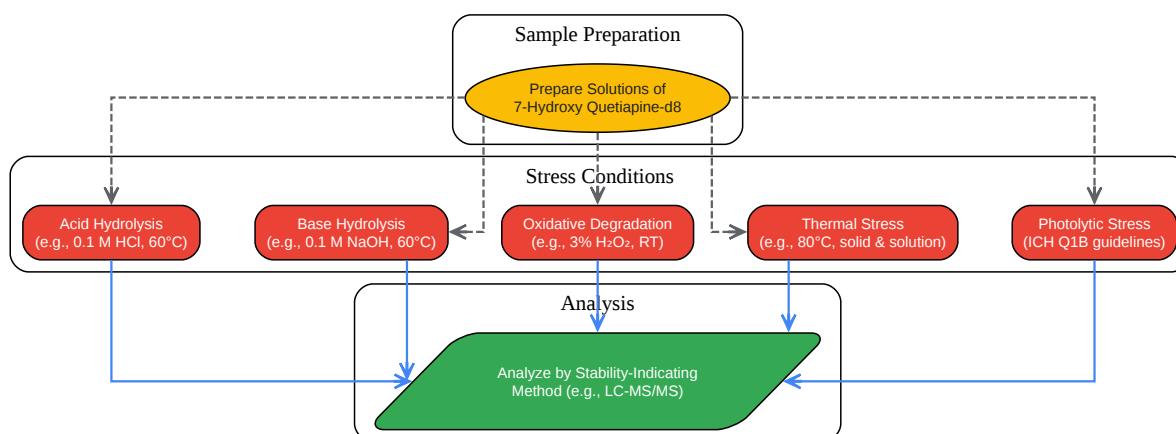 Sample Preparation
Prepare Solutions of
7-Hydroxy Quetiapine-d8
Stress Conditions
Acid Hydrolysis
(e.g., 0.1 M HCl, 60°C)
Base Hydrolysis
(e.g., 0.1 M NaOH, 60°C)
Oxidative Degradation
(e.g., 3% H₂O₂, RT)
Thermal Stress
(e.g., 80°C, solid & solution)
Photolytic Stress
(ICH Q1B guidelines)
Analysis
Analyze by Stability-Indicating
Method (e.g., LC-MS/MS)